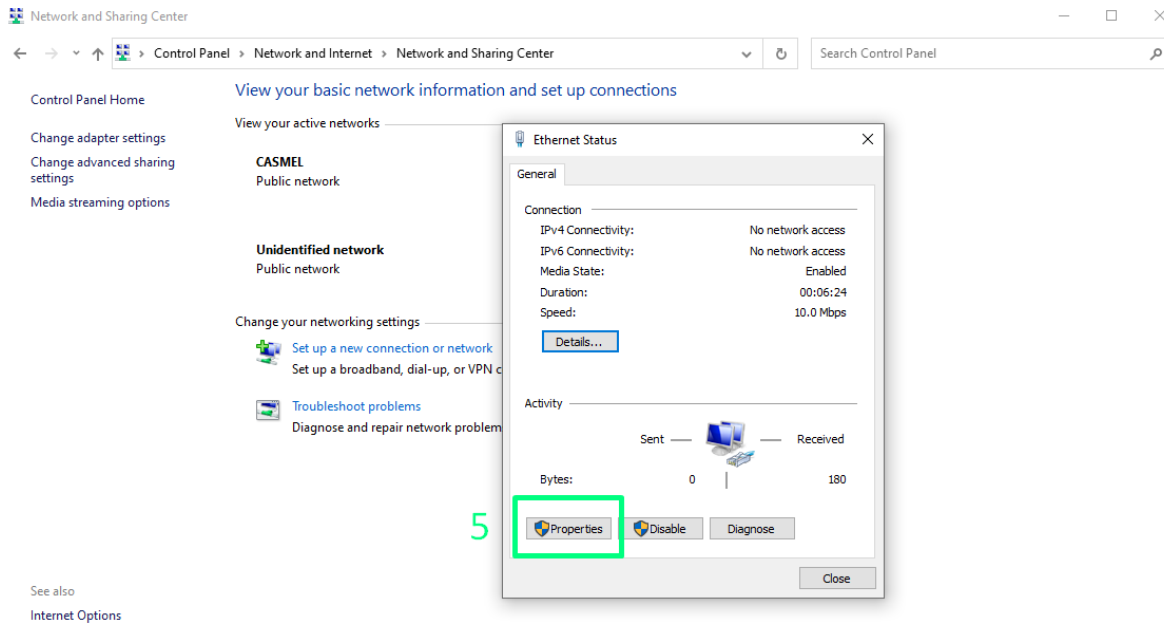 Network and Sharing Center
Control Panel > Network and Internet > Network and Sharing Center
Search Control Panel
Control Panel Home
Change adapter settings
Change advanced sharing
settings
Media streaming options
View your basic network information and set up connections
View your active networks
CASMEL
Public network
Unidentified network
Public network
Change your networking settings
Set up a new connection or network
Set up a broadband, dial-up, or VPN c
Troubleshoot problems
Diagnose and repair network problem
Ethernet Status
General
Connection
IPv4 Connectivity: No network access
IPv6 Connectivity: No network access
Media State: Enabled
Duration: 00:06:24
Speed: 10.0 Mbps
Details...
Activity
Sent Received
Bytes: 0 180
5
Properties Disable Diagnose
Close
See also
Internet Options